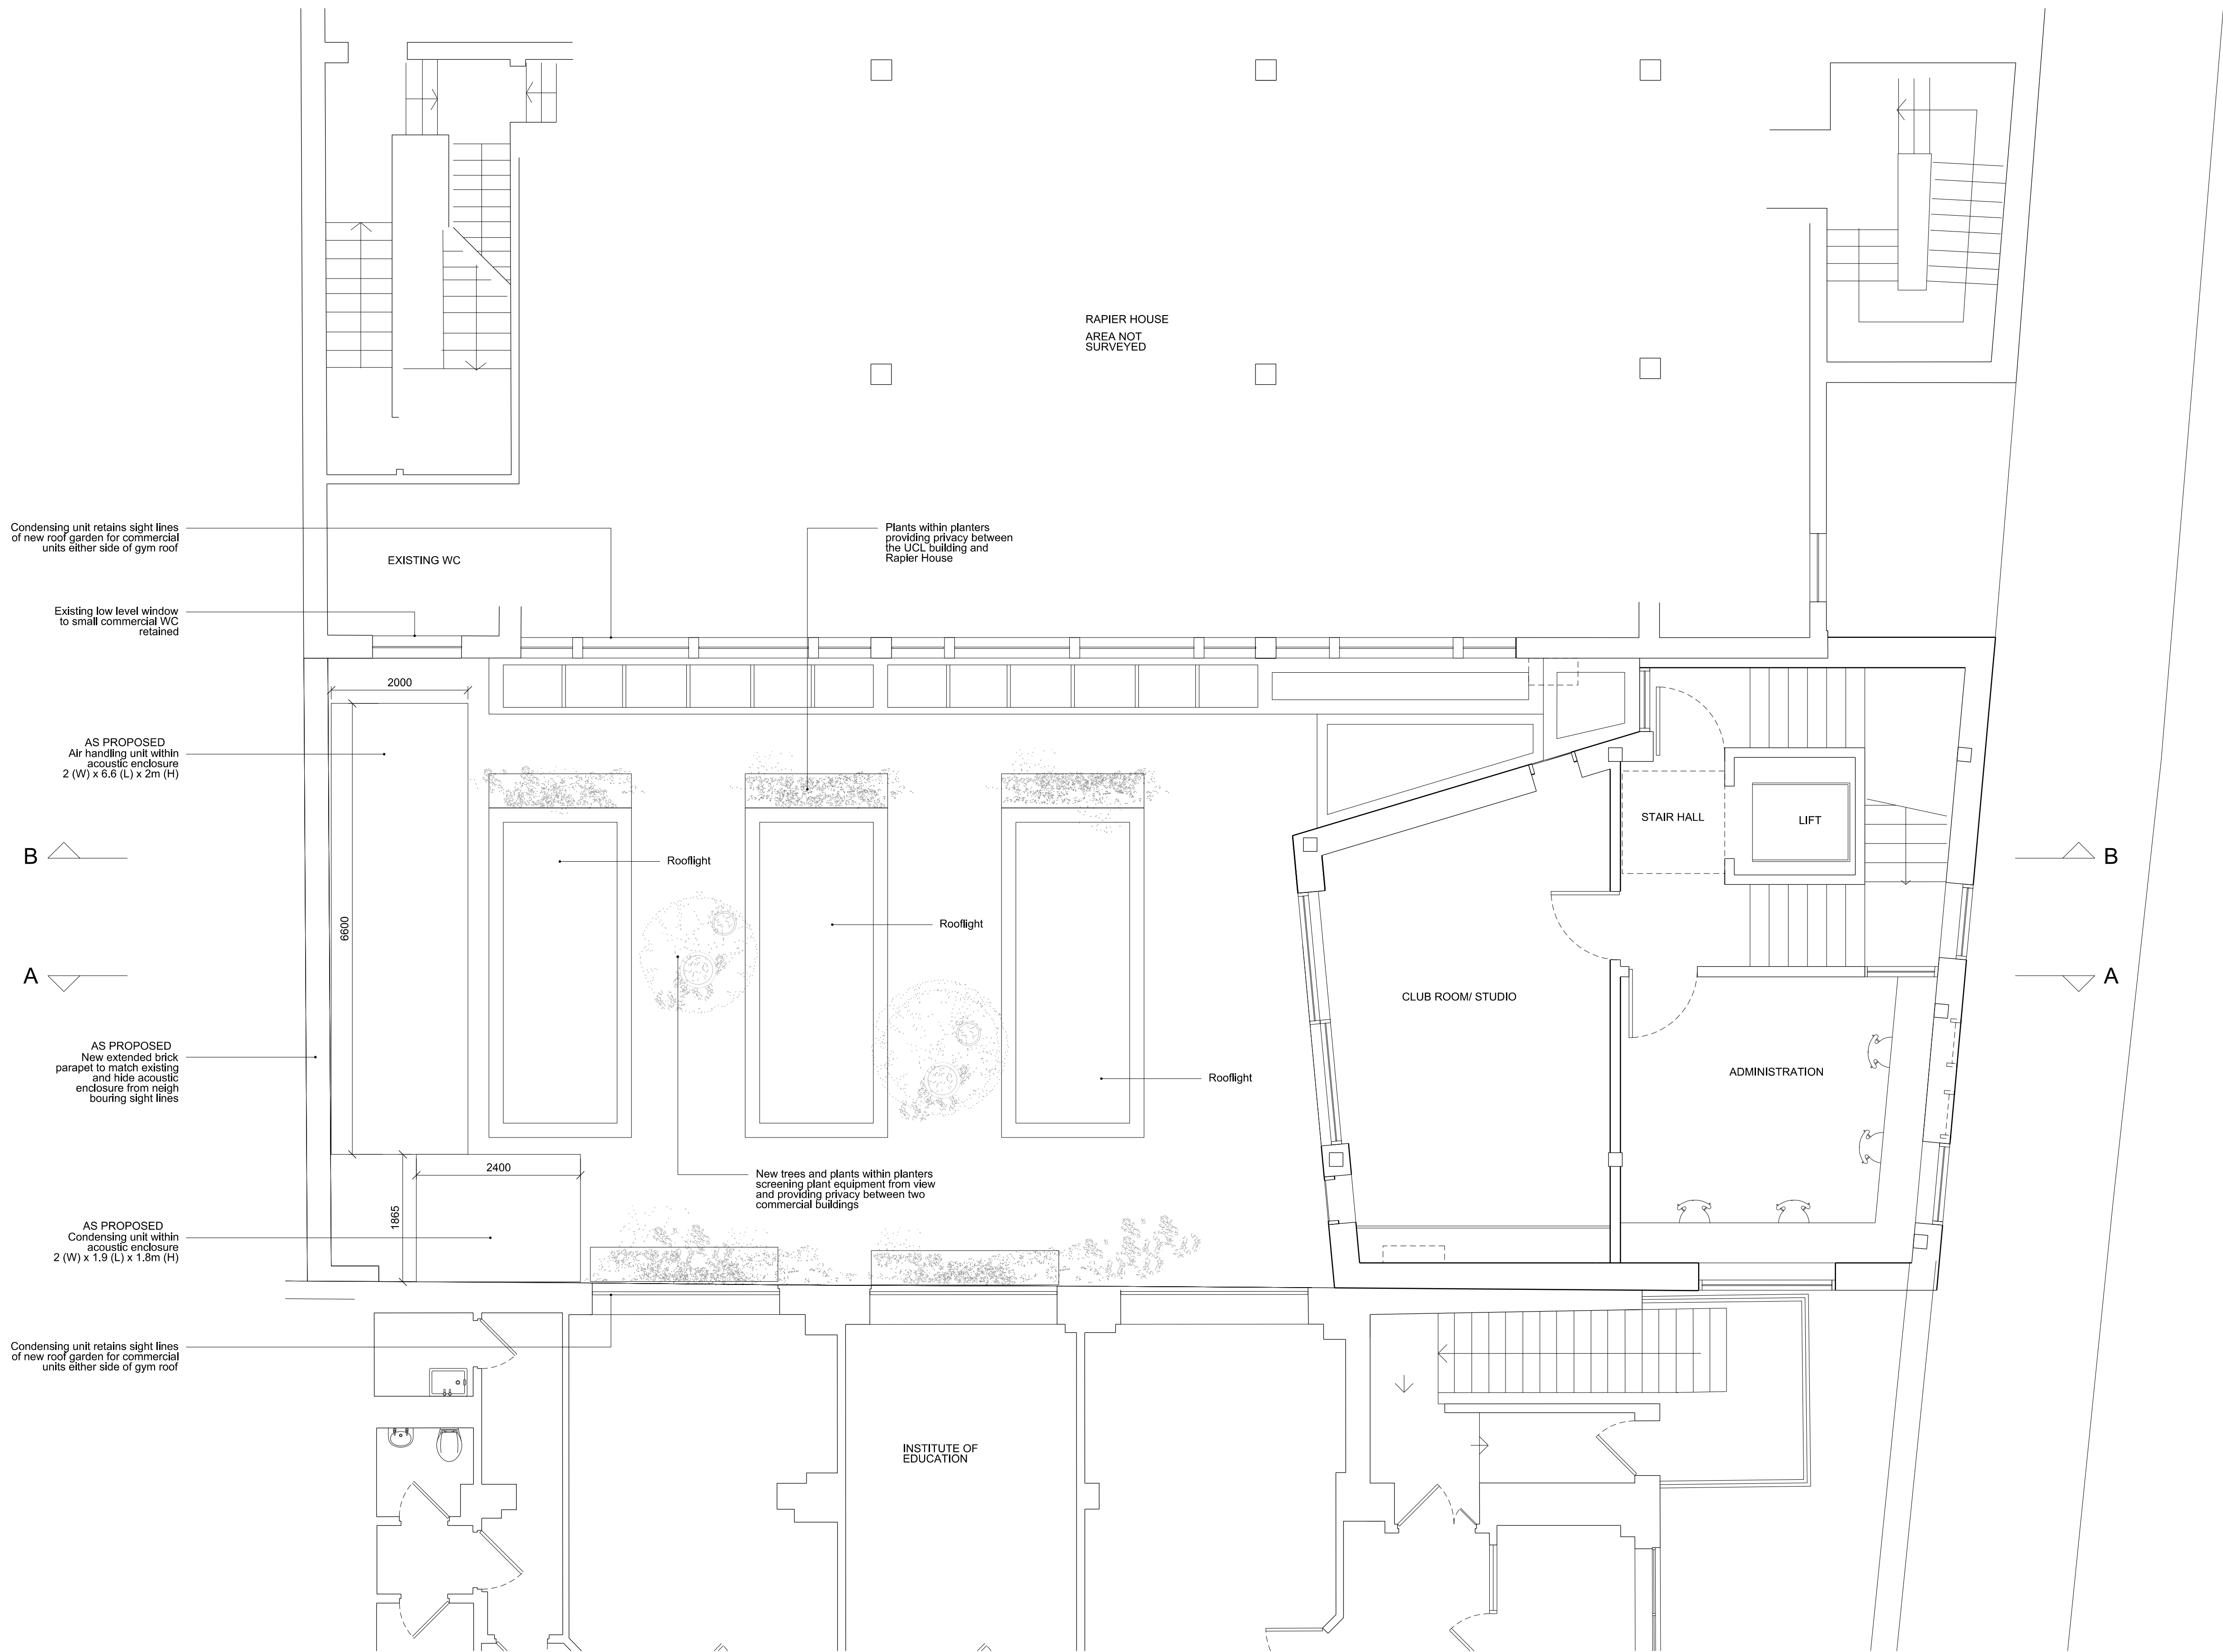 RAPIER HOUSE
AREA NOT
SURVEYED
Condensing unit retains sight lines
of new roof garden for commercial
units either side of gym roof
Plants within planters
providing privacy between
the UCL building and
Rapier House
EXISTING WC
Existing low level window
to small commercial WC
retained
2000
AS PROPOSED
Air handling unit within
acoustic enclosure
2 (W) x 6.6 (L) x 2m (H)
STAIR HALL
LIFT
B
B
Rooflight
6600
Rooflight
A
A
CLUB ROOM/ STUDIO
AS PROPOSED
New extended brick
parapet to match existing
and hide acoustic
enclosure from neigh
bouring sight lines
Rooflight
ADMINISTRATION
2400
New trees and plants within planters
screening plant equipment from view
and providing privacy between two
commercial buildings
1865
AS PROPOSED
Condensing unit within
acoustic enclosure
2 (W) x 1.9 (L) x 1.8m (H)
Condensing unit retains sight lines
of new roof garden for commercial
units either side of gym roof
INSTITUTE OF
EDUCATION